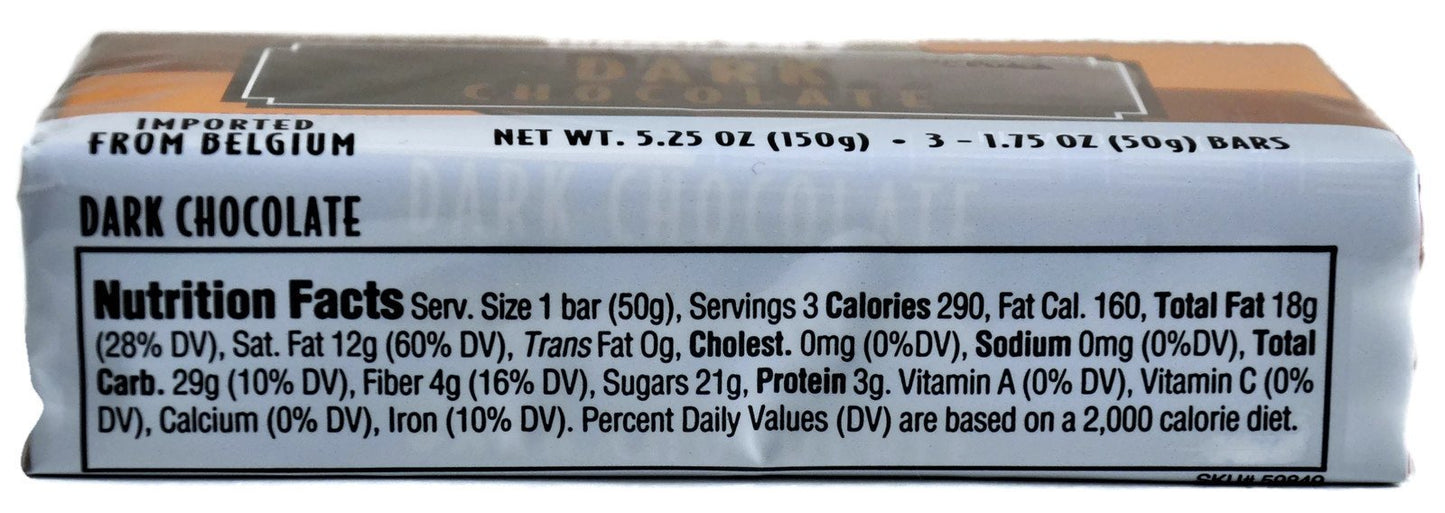 DARK
CHOCOLATE
IMPORTED
FROM BELGIUM
NET WT. 5.25 OZ (150g) • 3 – 1.75 OZ (50g) BARS
DARK CHOCOLATE
DARK CHOCOLATE
Nutrition Facts Serv. Size 1 bar (50g), Servings 3 Calories 290, Fat Cal. 160, Total Fat 18g
(28% DV), Sat. Fat 12g (60% DV), Trans Fat 0g, Cholest. 0mg (0%DV), Sodium 0mg (0%DV), Total
Carb. 29g (10% DV), Fiber 4g (16% DV), Sugars 21g, Protein 3g. Vitamin A (0% DV), Vitamin C (0%
DV), Calcium (0% DV), Iron (10% DV). Percent Daily Values (DV) are based on a 2,000 calorie diet.
SKU# 59849